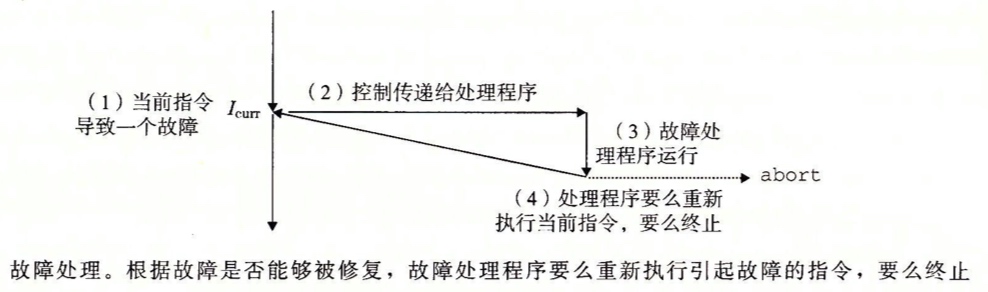 （1）当前指令
导致一个故障
Icurr
（2）控制传递给处理程序
（3）故障处
理程序运行
abort
（4）处理程序要么重新
执行当前指令，要么终止
故障处理。根据故障是否能够被修复，故障处理程序要么重新执行引起故障的指令，要么终止